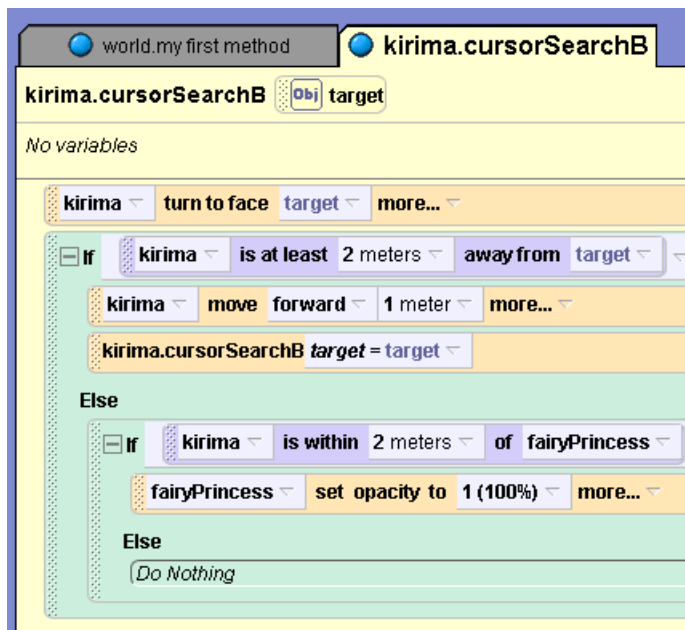 world.my first method kirima.cursorSearchB
kirima.cursorSearchB Obj target
No variables
kirima turn to face target more...
If kirima is at least 2 meters away from target
kirima move forward 1 meter more...
kirima.cursorSearchB target = target
Else
If kirima is within 2 meters of fairyPrincess
fairyPrincess set opacity to 1 (100%) more...
Else
Do Nothing